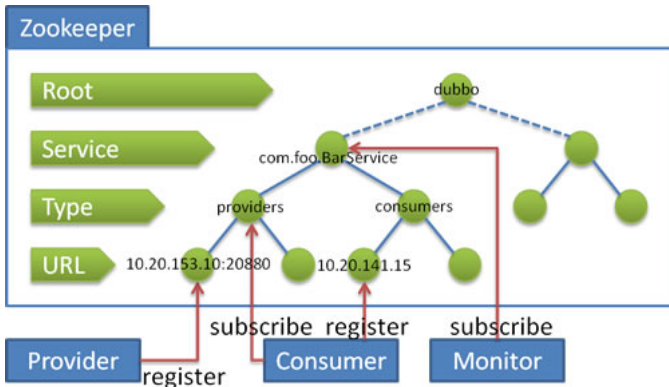 Zookeeper
Root
dubbo
Service
com.foo.BarService
Type
providers
consumers
URL
10.20.153.10:20880
10.20.141.15
subscribe
register
subscribe
Provider
Consumer
Monitor
register